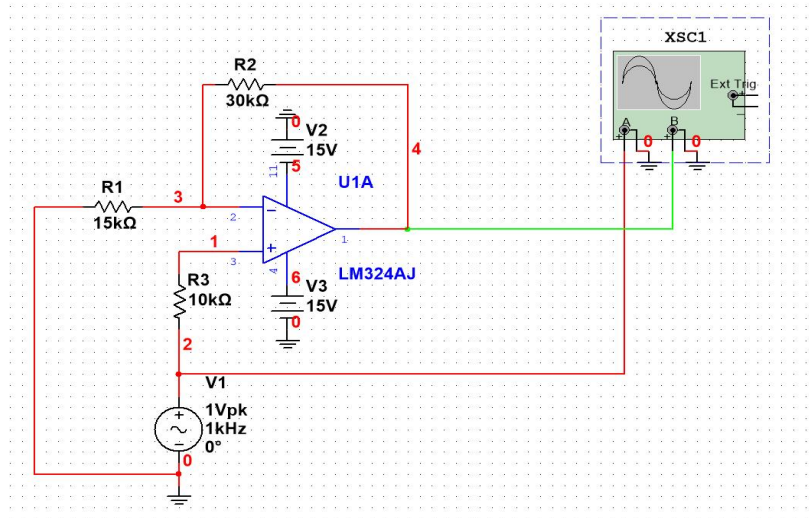 XSC1
Ext Trig
+
-
A
B
+
-
+
-
0
0
R2
30kΩ
0
V2
15V
4
5
11
U1A
R1
15kΩ
3
2
-
1
1
3
+
LM324AJ
4
6
V3
15V
0
R3
10kΩ
2
V1
+
1Vpk
1kHz
0°
-
0